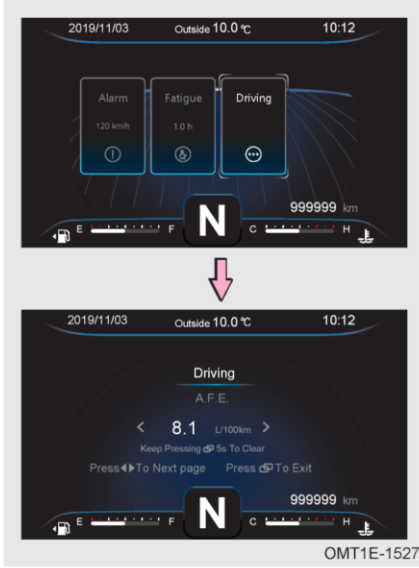 2019/11/03 Outside 10.0 ℃ 10:12
Alarm Fatigue Driving
120 km/h 1.0 h
999999 km
E F N C H
2019/11/03 Outside 10.0 ℃ 10:12
Driving
A.F.E.
< 8.1 L/100km >
Keep Pressing 5s To Clear
Press To Next page Press To Exit
999999 km
E F N C H
OMT1E-1527